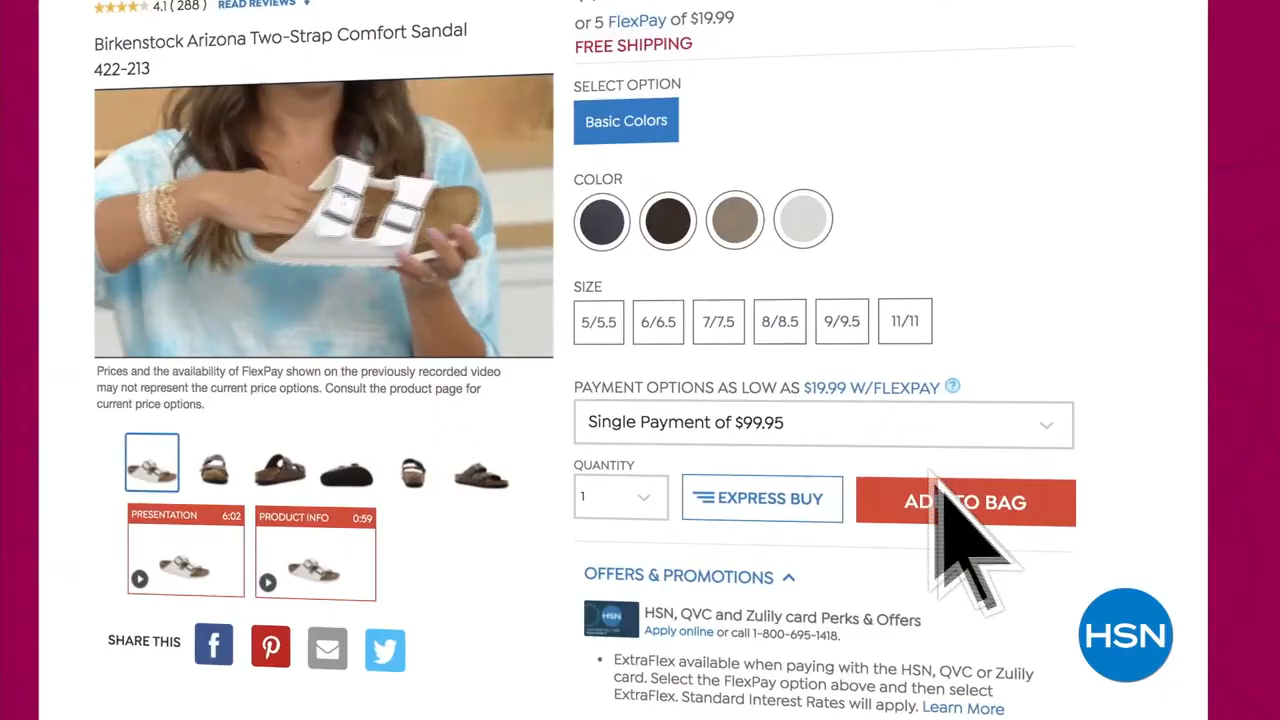 4.1 ( 288 ) READ REVIEWS
Birkenstock Arizona Two-Strap Comfort Sandal
422-213
Prices and the availability of FlexPay shown on the previously recorded video
may not represent the current price options. Consult the product page for
current price options.
PRESENTATION 6:02
PRODUCT INFO 0:59
SHARE THIS
or 5 FlexPay of $19.99
FREE SHIPPING
SELECT OPTION
Basic Colors
COLOR
SIZE
5/5.5 6/6.5 7/7.5 8/8.5 9/9.5 11/11
PAYMENT OPTIONS AS LOW AS $19.99 W/FLEXPAY ?
Single Payment of $99.95
QUANTITY
1 EXPRESS BUY ADD TO BAG
OFFERS & PROMOTIONS
HSN
HSN, QVC and Zulily card Perks & Offers
Apply online or call 1-800-695-1418.
• ExtraFlex available when paying with the HSN, QVC or Zulily
card. Select the FlexPay option above and then select
ExtraFlex. Standard Interest Rates will apply. Learn More
HSN